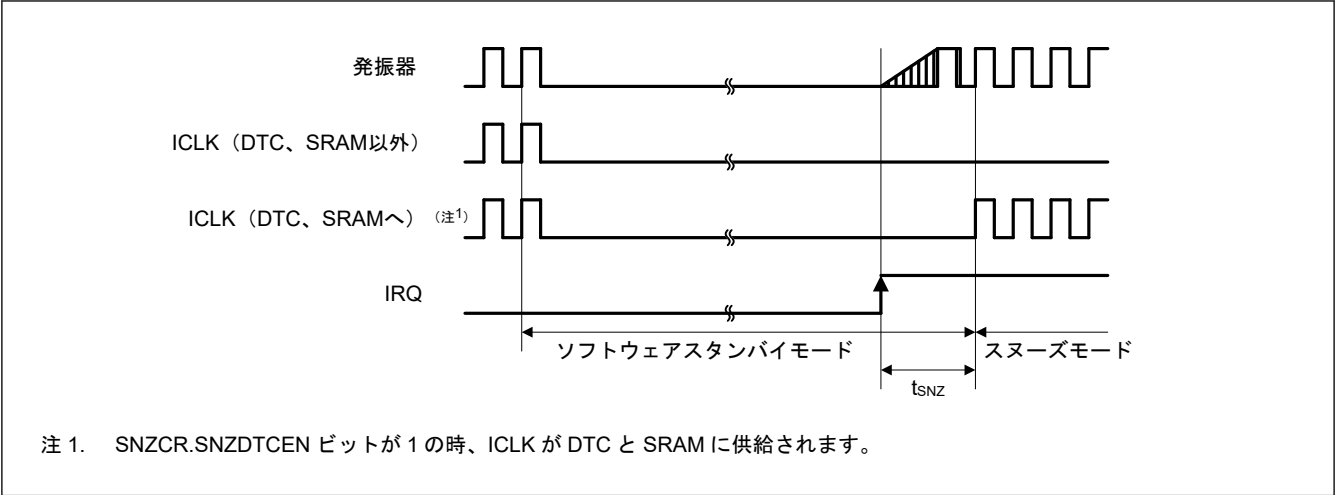 発振器
ICLK（DTC、SRAM以外）
ICLK（DTC、SRAMへ）（注1）
IRQ
ソフトウェアスタンバイモード
スヌーズモード
tSNZ
注 1. SNZCR.SNZDTCEN ビットが 1 の時、ICLK が DTC と SRAM に供給されます。